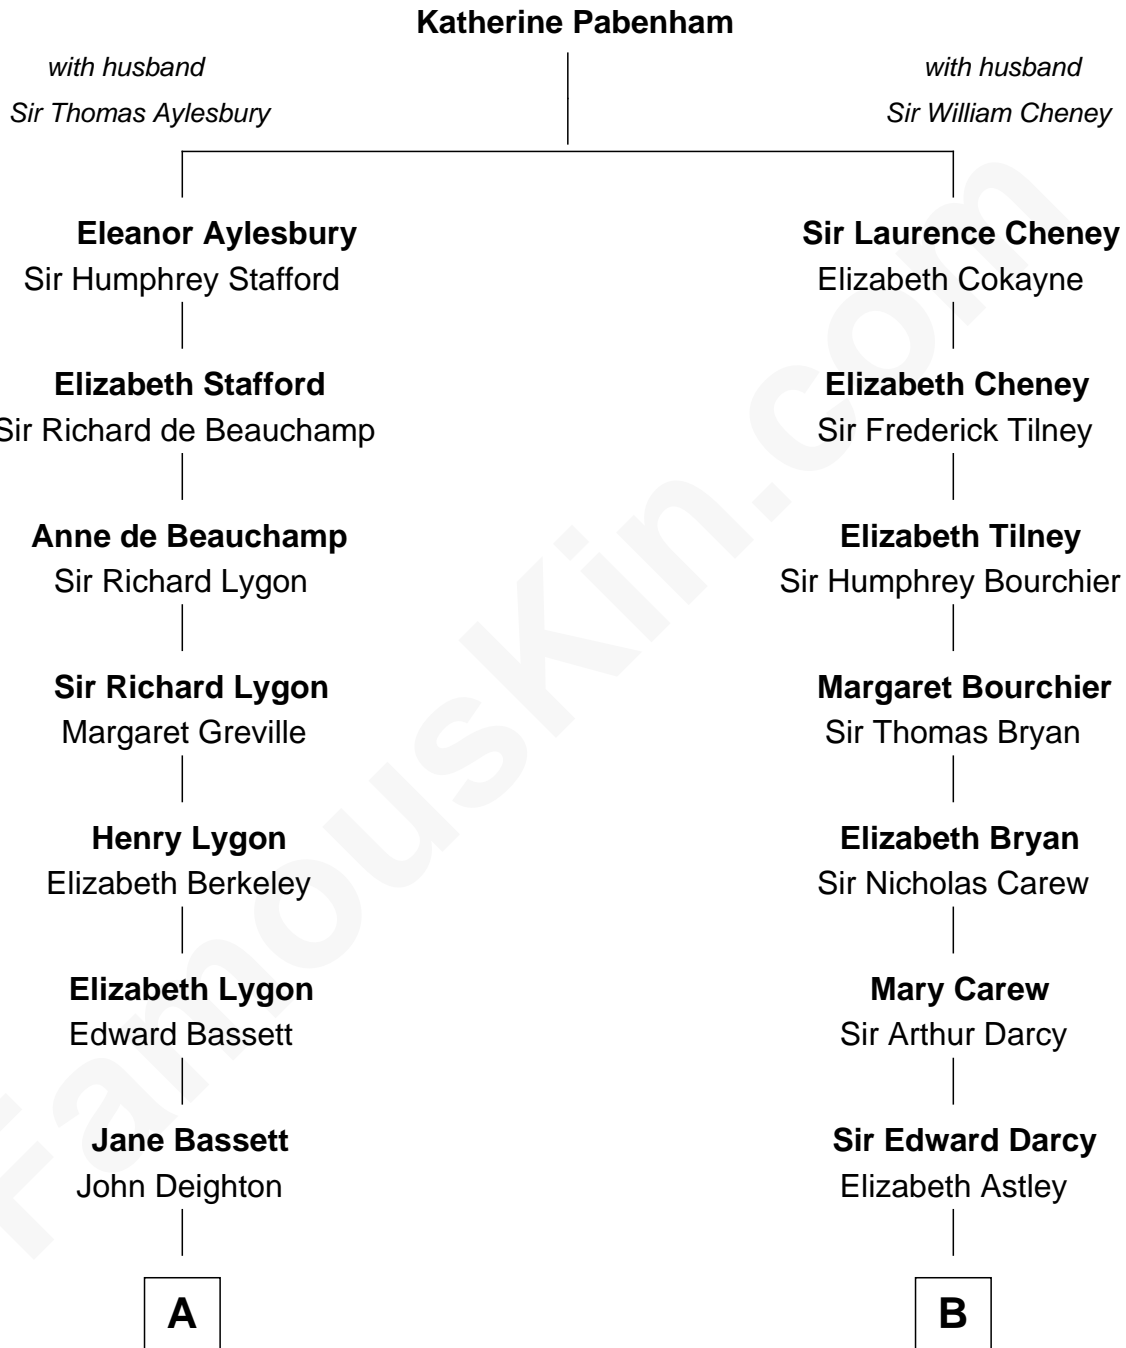 Katherine Pabenham
with husband
Sir Thomas Aylesbury
with husband
Sir William Cheney
Eleanor Aylesbury
Sir Humphrey Stafford
Sir Laurence Cheney
Elizabeth Cokayne
Elizabeth Stafford
Sir Richard de Beauchamp
Elizabeth Cheney
Sir Frederick Tilney
Anne de Beauchamp
Sir Richard Lygon
Elizabeth Tilney
Sir Humphrey Bourchier
Sir Richard Lygon
Margaret Greville
Margaret Bourchier
Sir Thomas Bryan
Henry Lygon
Elizabeth Berkeley
Elizabeth Bryan
Sir Nicholas Carew
Elizabeth Lygon
Edward Bassett
Mary Carew
Sir Arthur Darcy
Jane Bassett
John Deighton
Sir Edward Darcy
Elizabeth Astley
A
B
FamousKin.com